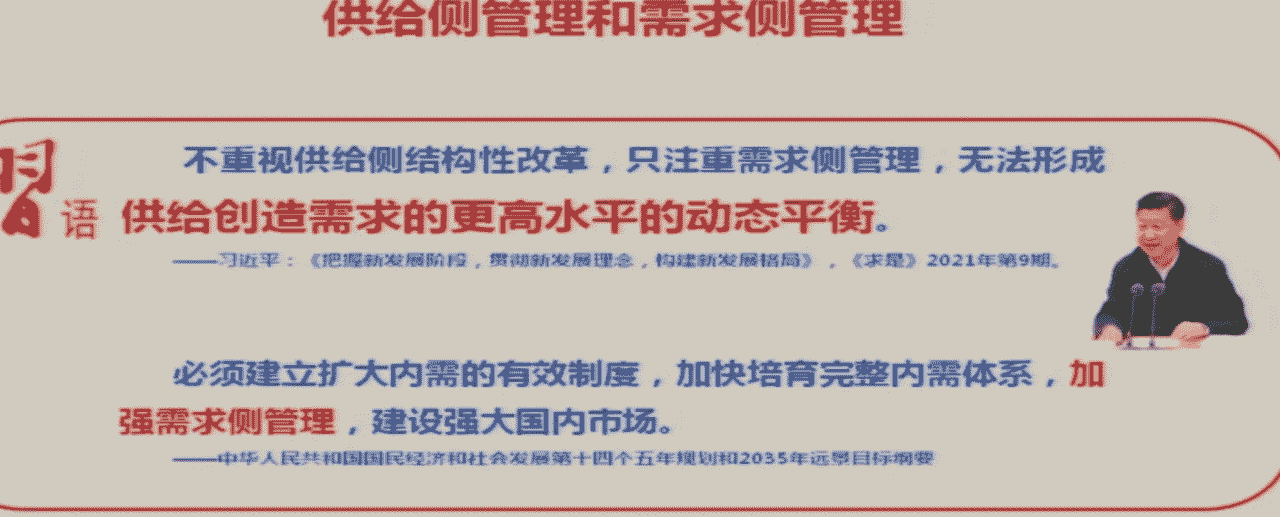 供给侧管理和需求侧管理
习语
不重视供给侧结构性改革，只注重需求侧管理，无法形成
供给创造需求的更高水平的动态平衡。
——习近平：《把握新发展阶段，贯彻新发展理念，构建新发展格局》，《求是》2021年第9期。
必须建立扩大内需的有效制度，加快培育完整内需体系，加
强需求侧管理，建设强大国内市场。
——中华人民共和国国民经济和社会发展第十四个五年规划和2035年远景目标纲要